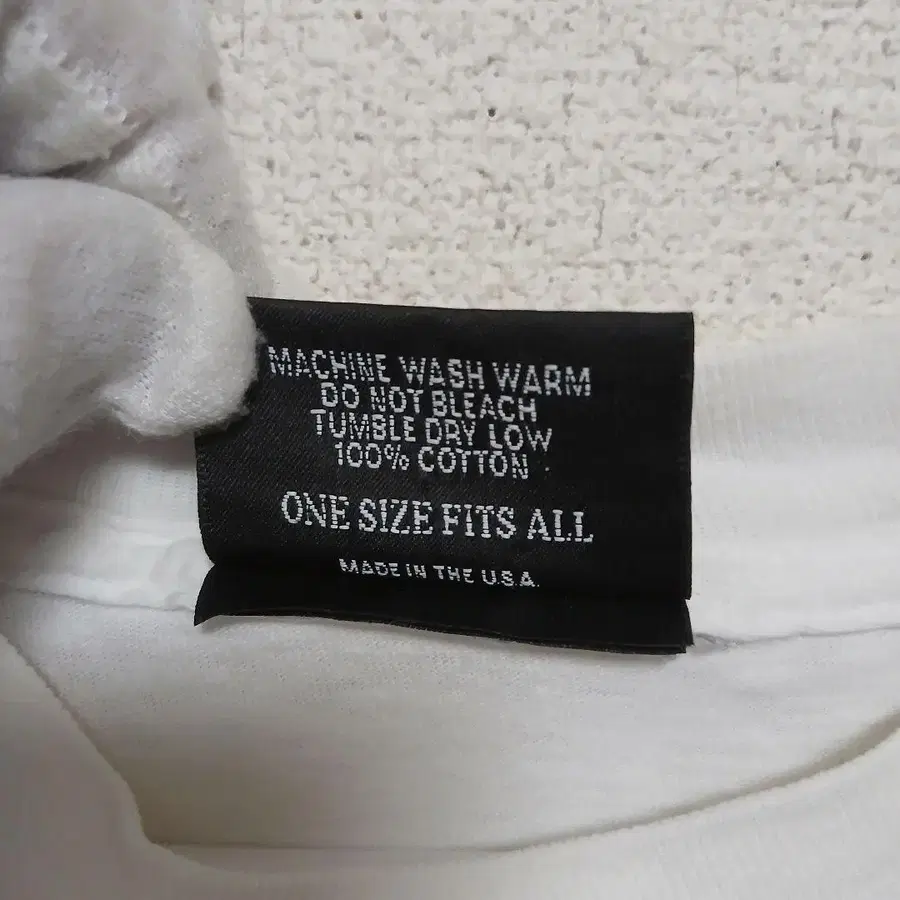 MACHINE WASH WARM
DO NOT BLEACH
TUMBLE DRY LOW
100% COTTON
ONE SIZE FITS ALL
MADE IN THE U.S.A.